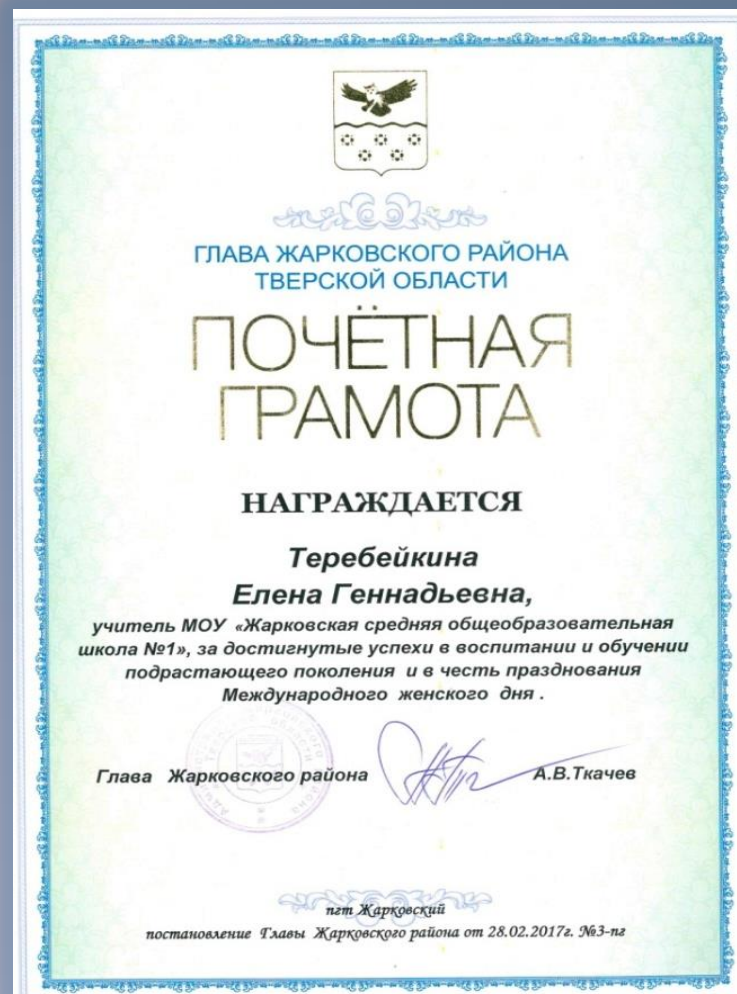 ГЛАВА ЖАРКОВСКОГО РАЙОНА
ТВЕРСКОЙ ОБЛАСТИ
ПОЧЁТНАЯ
ГРАМОТА
НАГРАЖДАЕТСЯ
Теребейкина
Елена Геннадьевна,
учитель МОУ «Жарковская средняя общеобразовательная
школа №1», за достигнутые успехи в воспитании и обучении
подрастающего поколения и в честь празднования
Международного женского дня .
Глава Жарковского района А.В.Ткачев
пгт Жарковский
постановление Главы Жарковского района от 28.02.2017г. №3-пг